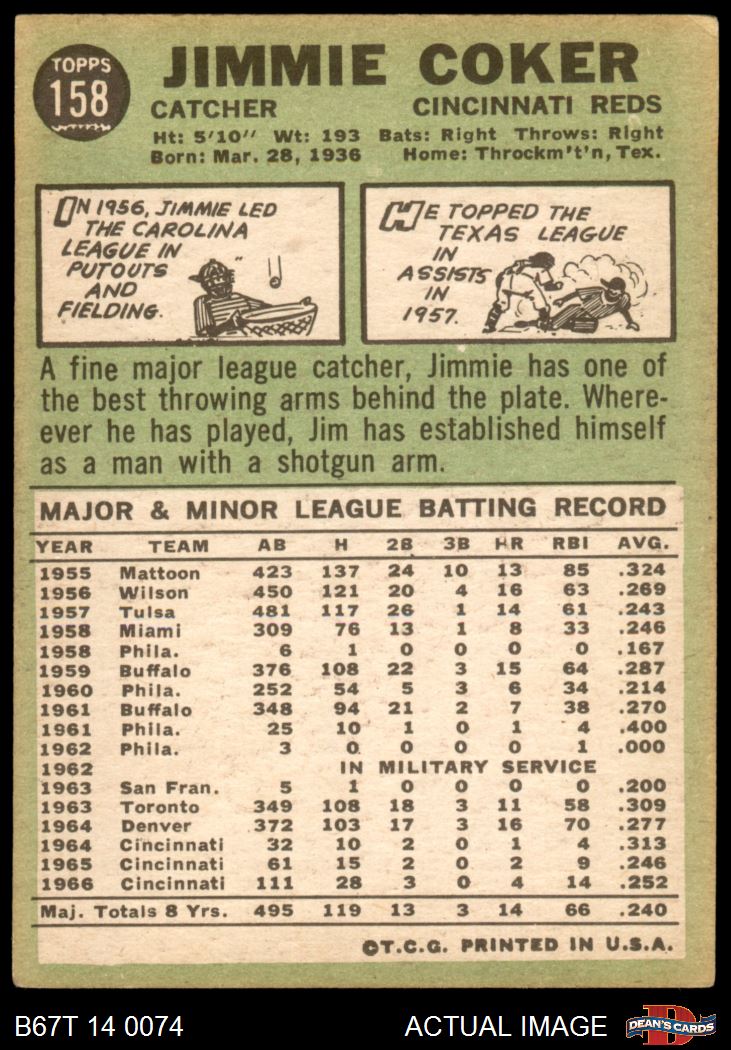 TOPPS
158
JIMMIE COKER
CATCHER CINCINNATI REDS
Ht: 5'10" Wt: 193 Bats: Right Throws: Right
Born: Mar. 28, 1936 Home: Throckm't'n, Tex.
ON 1956, JIMMIE LED
THE CAROLINA
LEAGUE IN
PUTOUTS
AND
FIELDING.
HE TOPPED THE
TEXAS LEAGUE
IN
ASSISTS
IN
1957.
A fine major league catcher, Jimmie has one of
the best throwing arms behind the plate. Where-
ever he has played, Jim has established himself
as a man with a shotgun arm.
MAJOR & MINOR LEAGUE BATTING RECORD
YEAR TEAM AB H 2B 3B HR RBI AVG.
1955 Mattoon 423 137 24 10 13 85 .324
1956 Wilson 450 121 20 4 16 63 .269
1957 Tulsa 481 117 26 1 14 61 .243
1958 Miami 309 76 13 1 8 33 .246
1958 Phila. 6 1 0 0 0 0 .167
1959 Buffalo 376 108 22 3 15 64 .287
1960 Phila. 252 54 5 3 6 34 .214
1961 Buffalo 348 94 21 2 7 38 .270
1961 Phila. 25 10 1 0 1 4 .400
1962 Phila. 3 0 0 0 0 1 .000
1962 IN MILITARY SERVICE
1963 San Fran. 5 1 0 0 0 0 .200
1963 Toronto 349 108 18 3 11 58 .309
1964 Denver 372 103 17 3 16 70 .277
1964 Cincinnati 32 10 2 0 1 4 .313
1965 Cincinnati 61 15 2 0 2 9 .246
1966 Cincinnati 111 28 3 0 4 14 .252
Maj. Totals 8 Yrs. 495 119 13 3 14 66 .240
©T.C.G. PRINTED IN U.S.A.
B67T 14 0074 ACTUAL IMAGE
D
DEAN'S CARDS